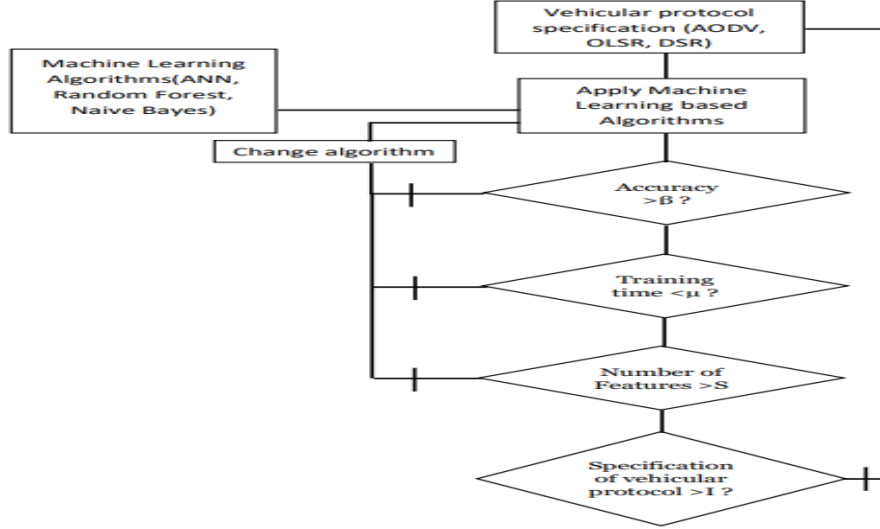 Vehicular protocol
specification (AODV,
OLSR, DSR)
Machine Learning
Algorithms(ANN,
Random Forest,
Naive Bayes)
Apply Machine
Learning based
Algorithms
Change algorithm
Accuracy
>β ?
Training
time <μ ?
Number of
Features >S
Specification
of vehicular
protocol >I ?